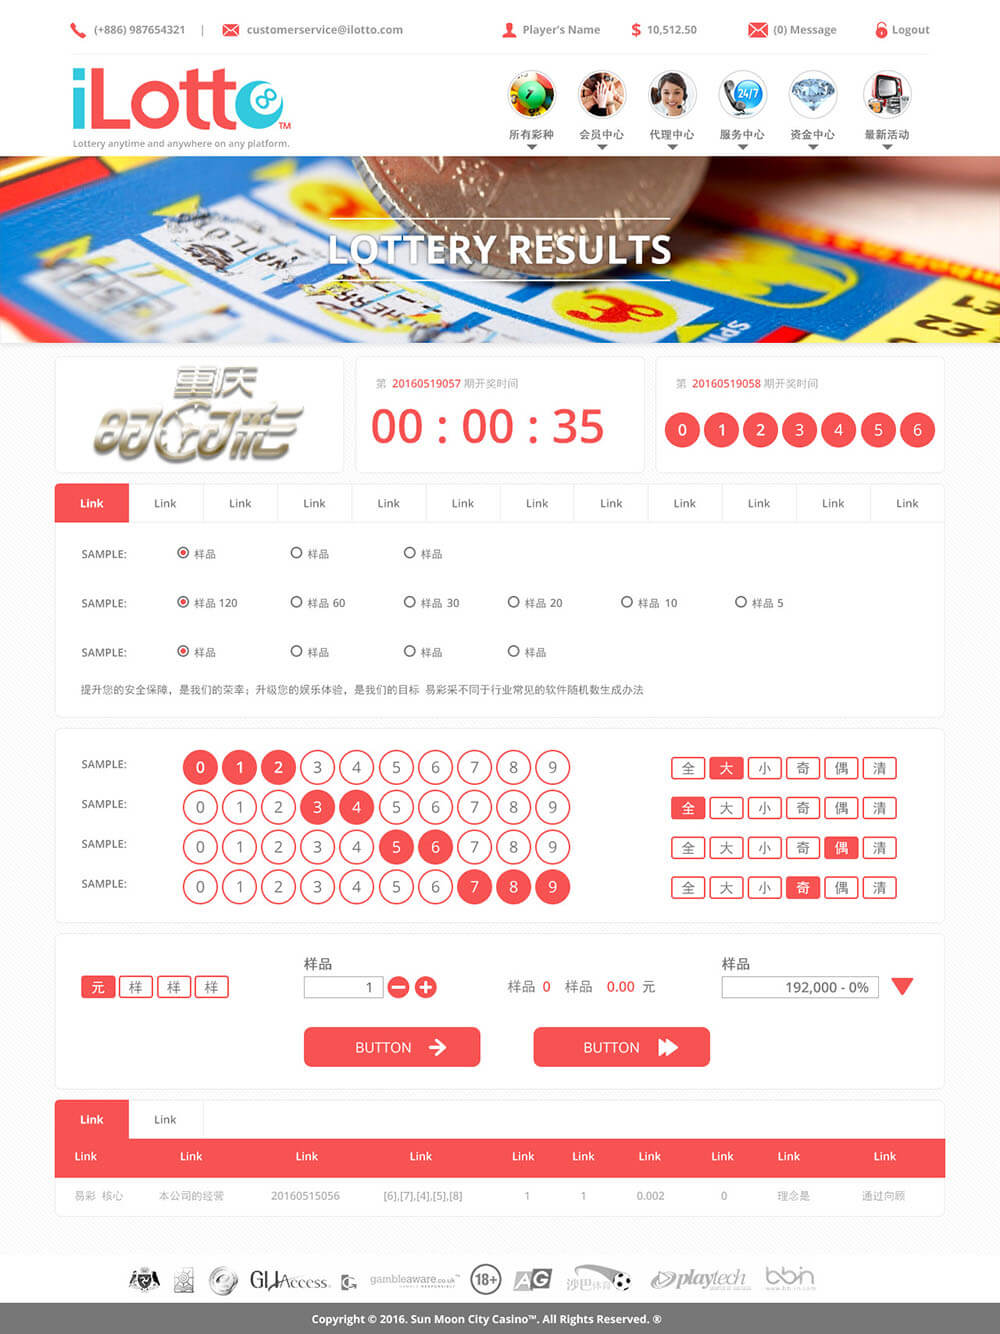 (+886) 987654321 | customerservice@ilotto.com Player's Name $ 10,512.50 (0) Message Logout
iLotto™
Lottery anytime and anywhere on any platform.
24/7
所有彩种 会员中心 代理中心 服务中心 资金中心 最新活动
LOTTERY RESULTS
重庆
时时彩
第 20160519057 期开奖时间
00 : 00 : 35
第 20160519058 期开奖时间
0 1 2 3 4 5 6
Link Link Link Link Link Link Link Link Link Link Link Link
SAMPLE: 样品 样品 样品
SAMPLE: 样品 120 样品 60 样品 30 样品 20 样品 10 样品 5
SAMPLE: 样品 样品 样品 样品
提升您的安全保障，是我们的荣幸；升级您的娱乐体验，是我们的目标 易彩采不同于行业常见的软件随机数生成办法
SAMPLE: 0 1 2 3 4 5 6 7 8 9 全 大 小 奇 偶 清
SAMPLE: 0 1 2 3 4 5 6 7 8 9 全 大 小 奇 偶 清
SAMPLE: 0 1 2 3 4 5 6 7 8 9 全 大 小 奇 偶 清
SAMPLE: 0 1 2 3 4 5 6 7 8 9 全 大 小 奇 偶 清
样品 样品
元 样 样 样 1 样品 0 样品 0.00 元 192,000 - 0%
BUTTON BUTTON
Link Link
Link Link Link Link Link Link Link Link Link Link
易彩 核心 本公司的经营 20160515056 [6],[7],[4],[5],[8] 1 1 0.002 0 理念是 通过向顾
GLIAccess gambleaware.co.uk 18+ AG 沙巴体育 playtech bbin
Copyright © 2016. Sun Moon City Casino™. All Rights Reserved. ®